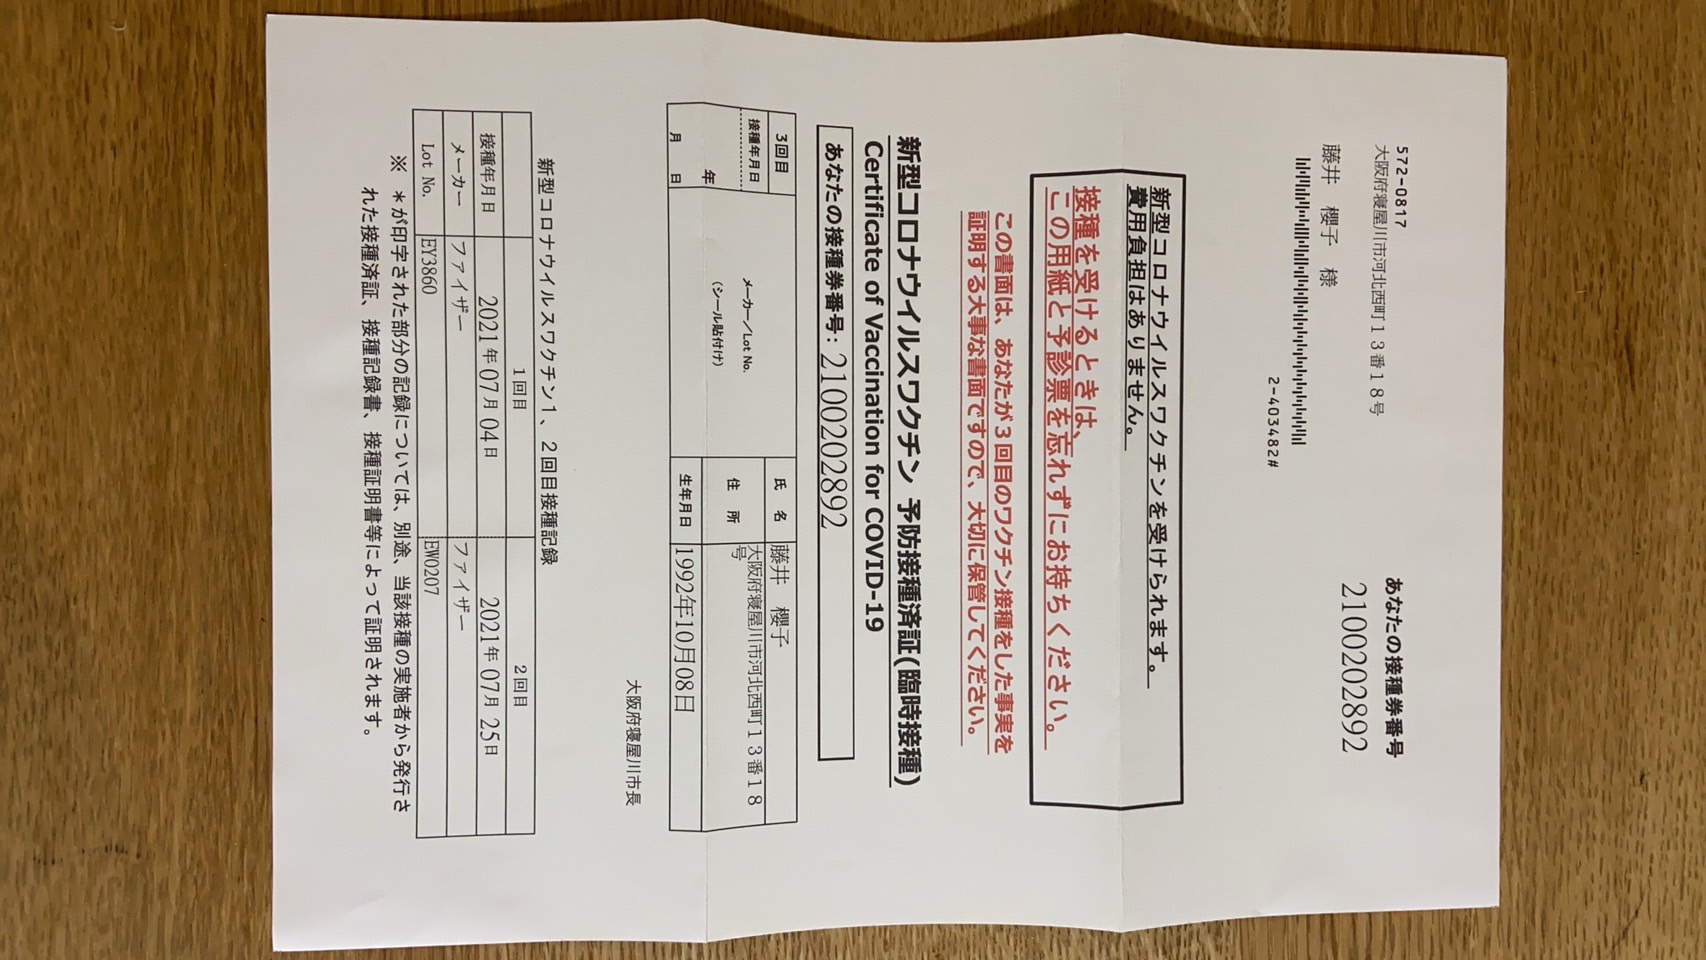 572-0817
大阪府寝屋川市河北西町13番18号
藤井 櫻子 様
2-403482#
あなたの接種券番号
2100202892
新型コロナウイルスワクチンを受けられます。
費用負担はありません。
接種を受けるときは、
この用紙と予診票を忘れずにお持ちください。
この書面は、あなたが3回目のワクチン接種をした事実を
証明する大事な書面ですので、大切に保管してください。
新型コロナウイルスワクチン 予防接種済証(臨時接種)
Certificate of Vaccination for COVID-19
あなたの接種券番号: 2100202892
3回目
接種年月日
年
月 日
メーカー/Lot No.
(シール貼付け)
氏 名 藤井 櫻子
住 所 大阪府寝屋川市河北西町13番18
号
生年月日 1992年10月08日
大阪府寝屋川市長
新型コロナウイルスワクチン1、2回目接種記録
1回目 2回目
接種年月日 2021年07月04日 2021年07月25日
メーカー ファイザー ファイザー
Lot No. EY3860 EW0207
※ *が印字された部分の記録については、別途、当該接種の実施者から発行さ
れた接種済証、接種記録書、接種証明書等によって証明されます。